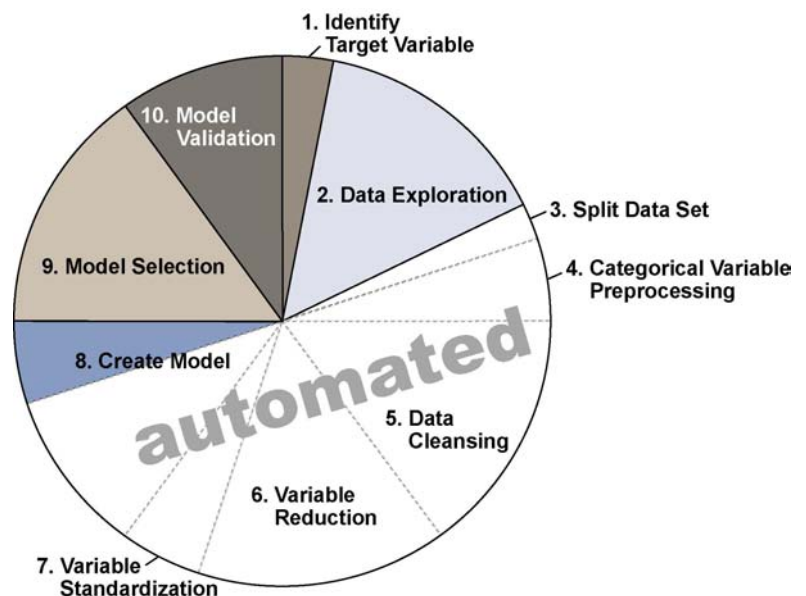 1. Identify
Target Variable
2. Data Exploration
3. Split Data Set
4. Categorical Variable
Preprocessing
5. Data
Cleansing
6. Variable
Reduction
7. Variable
Standardization
8. Create Model
9. Model Selection
10. Model
Validation
automated